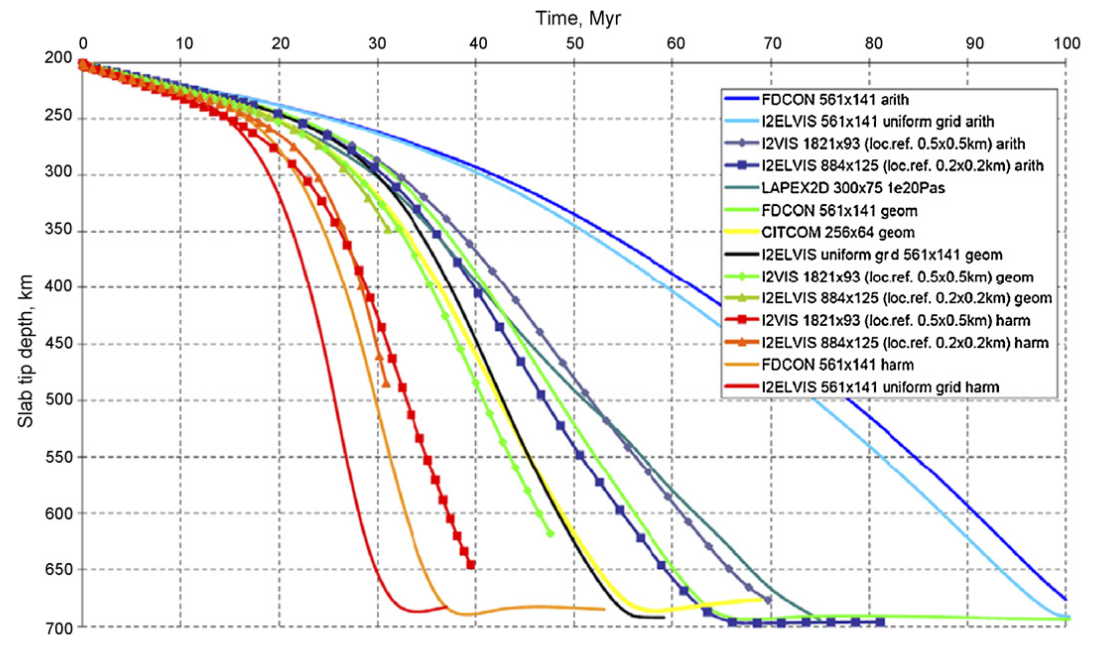 Time, Myr
0 10 20 30 40 50 60 70 80 90 100
Slab tip depth, km
200
250
300
350
400
450
500
550
600
650
700
FDCON 561x141 arith
I2ELVIS 561x141 uniform grid arith
I2VIS 1821x93 (loc.ref. 0.5x0.5km) arith
I2ELVIS 884x125 (loc.ref. 0.2x0.2km) arith
LAPEX2D 300x75 1e20Pas
FDCON 561x141 geom
CITCOM 256x64 geom
I2ELVIS uniform grd 561x141 geom
I2VIS 1821x93 (loc.ref. 0.5x0.5km) geom
I2ELVIS 884x125 (loc.ref. 0.2x0.2km) geom
I2VIS 1821x93 (loc.ref. 0.5x0.5km) harm
I2ELVIS 884x125 (loc.ref. 0.2x0.2km) harm
FDCON 561x141 harm
I2ELVIS 561x141 uniform grid harm